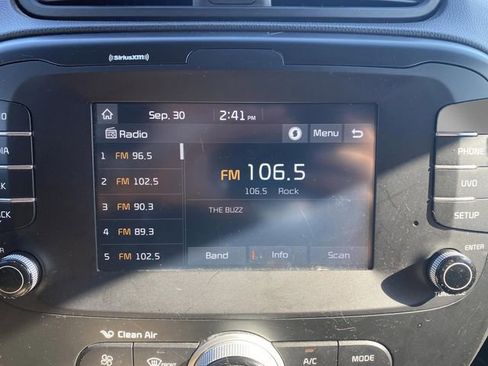 ((SiriusXM))
Sep. 30 2:41 PM
Radio Menu
1 FM 96.5
2 FM 102.5
3 FM 90.3
4 FM 89.3
5 FM 102.5
FM 106.5
106.5 Rock
THE BUZZ
Band Info Scan
PHONE
UVO
SETUP
ENTER
Clean Air
FRONT
A/C
MODE